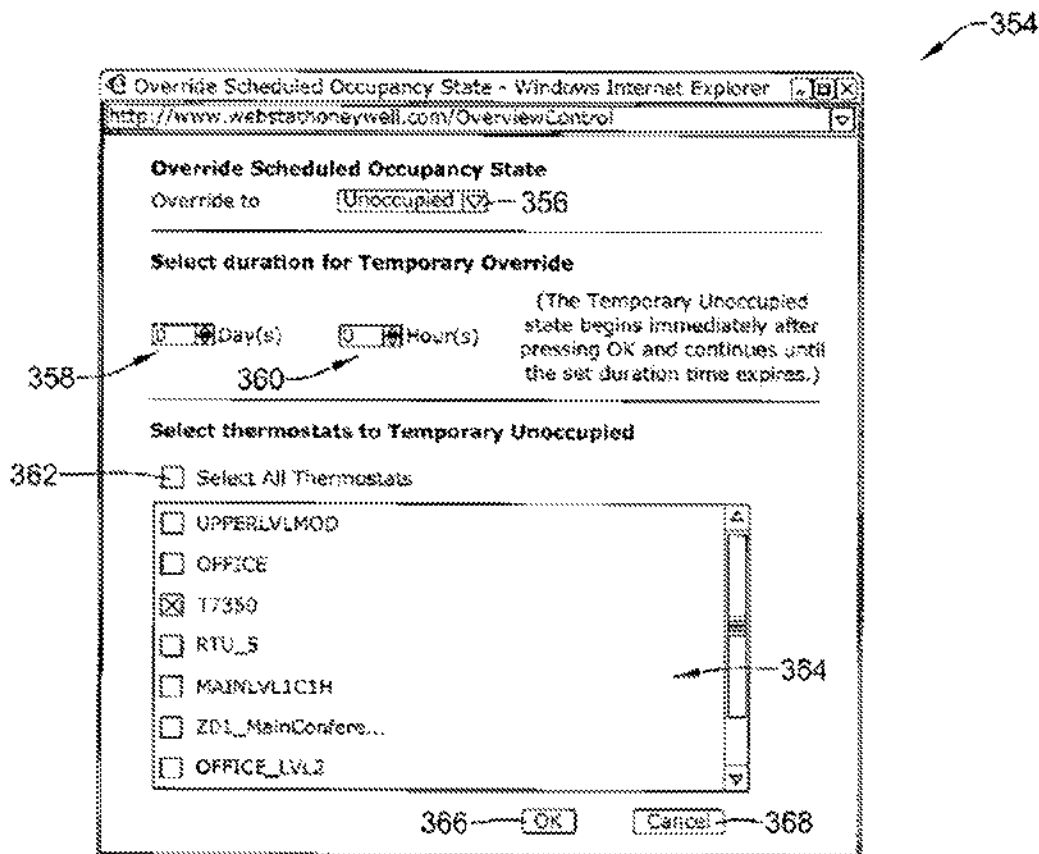 354
Override Scheduled Occupancy State - Windows Internet Explorer
http://www.webstathoneywell.com/OverviewControl
Override Scheduled Occupancy State
Override to Unoccupied 356
Select duration for Temporary Override
0 Day(s) 0 Hour(s)
(The Temporary Unoccupied
state begins immediately after
pressing OK and continues until
the set duration time expires.)
358 360
Select thermostats to Temporary Unoccupied
362 Select All Thermostats
UPPERLVLMOD
OFFICE
T7350
RTU_5
MAINLVL1C1H
364
ZD1_MainConfere...
OFFICE_LVL2
366 OK Cancel 368